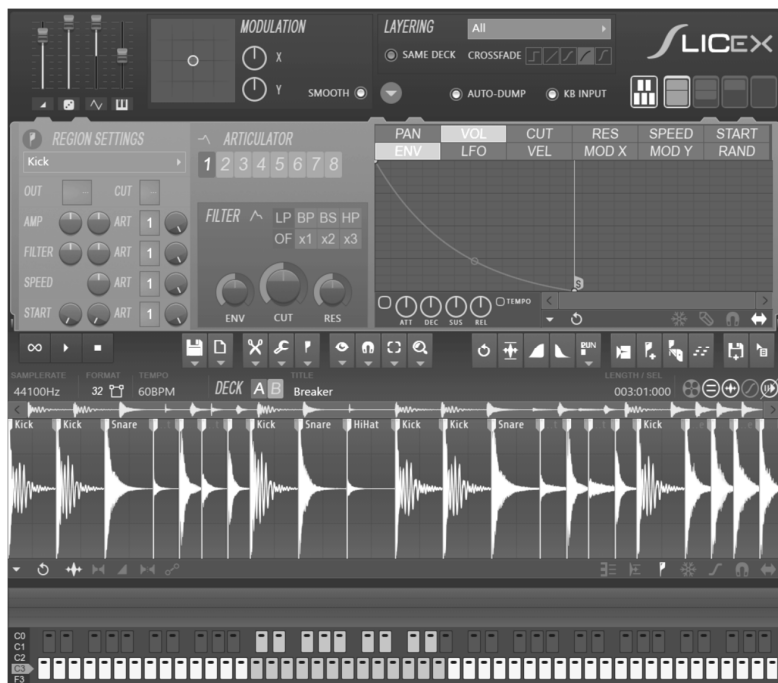 MODULATION
X
Y
SMOOTH
LAYERING
All
SAME DECK CROSSFADE
AUTO-DUMP KB INPUT
SLICEX
REGION SETTINGS
Kick
OUT CUT
AMP ART 1
FILTER ART 1
SPEED ART 1
START ART 1
ARTICULATOR
1 2 3 4 5 6 7 8
FILTER LP BP BS HP
OF x1 x2 x3
ENV CUT RES
PAN VOL CUT RES SPEED START
ENV LFO VEL MOD X MOD Y RAND
S
TEMPO
ATT DEC SUS REL
RUN
SAMPLERATE FORMAT TEMPO TITLE LENGTH / SEL
44100Hz 32 60BPM DECK A B Breaker 003:01:000
Kick Kick Snare Kick Snare HiHat Kick Kick Snare Kick
C0
C1
C2
C3
F3